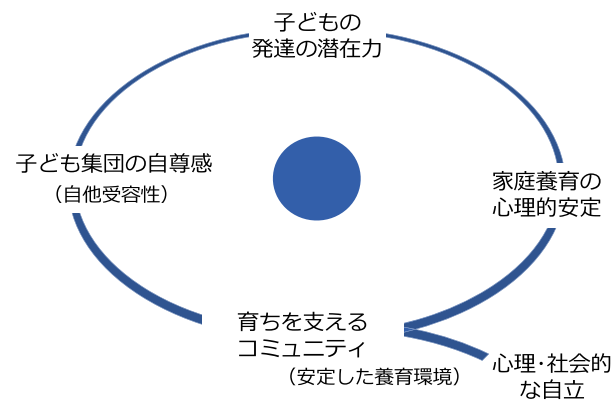 子どもの
発達の潜在力
子ども集団の自尊感
（自他受容性）
家庭養育の
心理的安定
育ちを支える
コミュニティ
（安定した養育環境）
心理・社会的
な自立